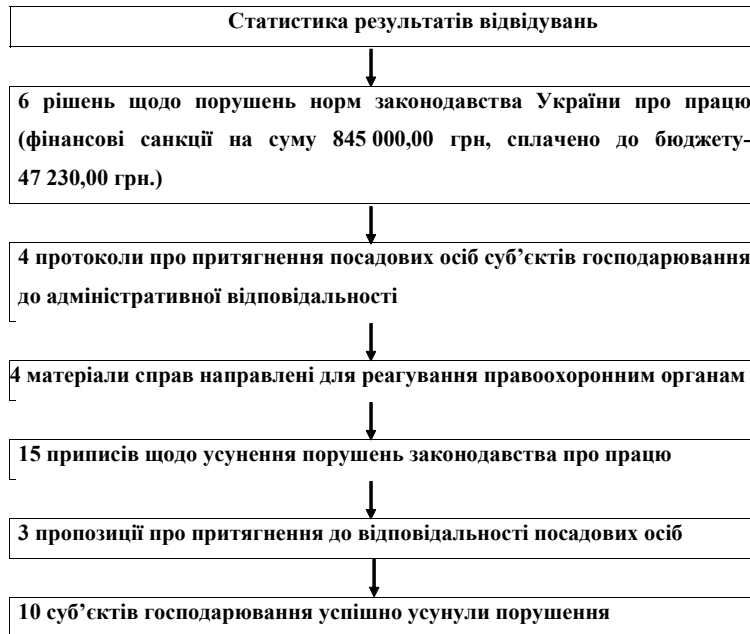 Статистика результатів відвідувань
6 рішень щодо порушень норм законодавства України про працю
(фінансові санкції на суму 845 000,00 грн, сплачено до бюджету-
47 230,00 грн.)
4 протоколи про притягнення посадових осіб суб’єктів господарювання
до адміністративної відповідальності
4 матеріали справ направлені для реагування правоохоронним органам
15 приписів щодо усунення порушень законодавства про працю
3 пропозиції про притягнення до відповідальності посадових осіб
10 суб’єктів господарювання успішно усунули порушення